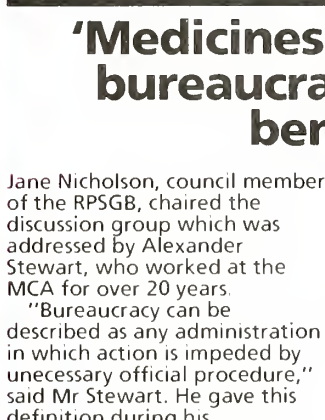 'Medicines
bureaucra
ber
Jane Nicholson, council member
of the RPSGB, chaired the
discussion group which was
addressed by Alexander
Stewart, who worked at the
MCA for over 20 years.
"Bureaucracy can be
described as any administration
in which action is impeded by
unecessary official procedure,"
said Mr Stewart. He gave this
definition during his